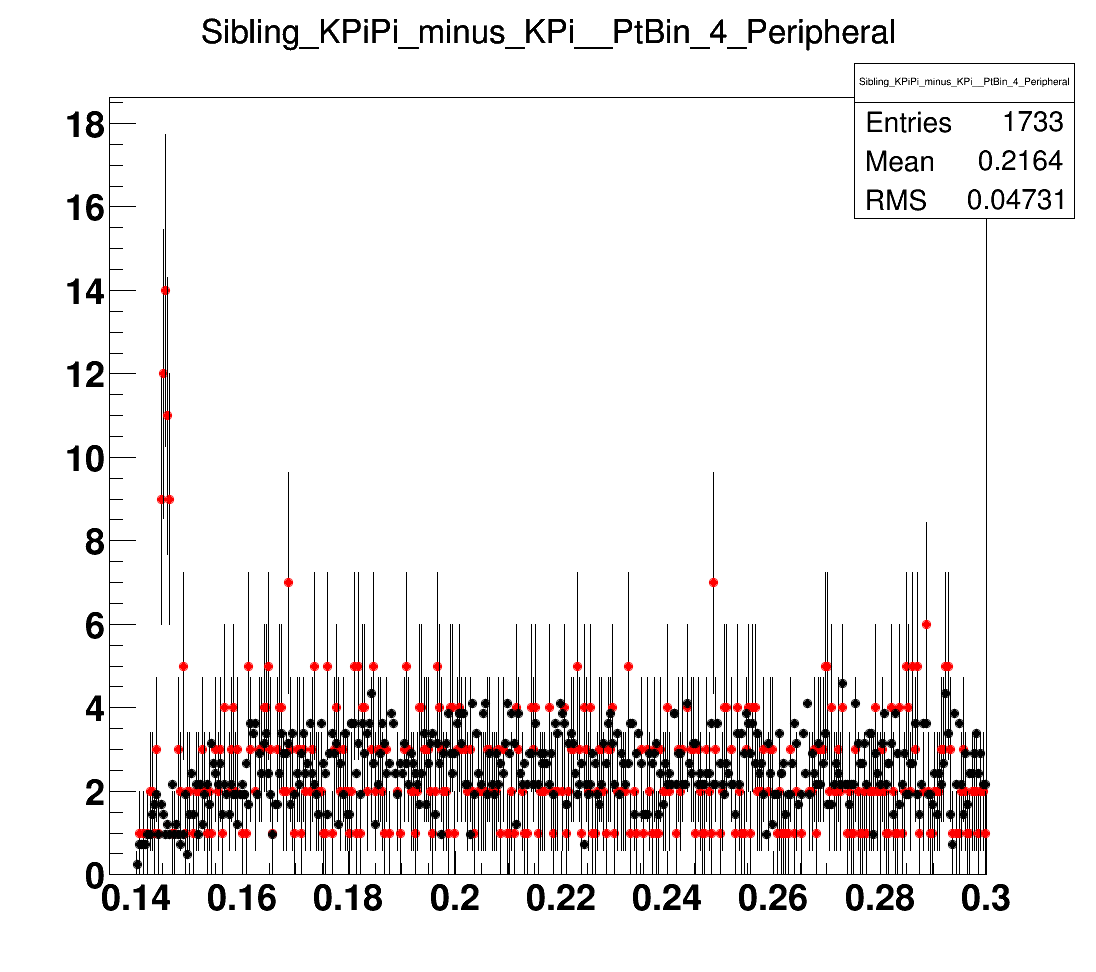 Sibling_KPiPi_minus_KPi__PtBin_4_Peripheral
Sibling_KPiPi_minus_KPi__PtBin_4_Peripheral
Entries 1733
Mean 0.2164
RMS 0.04731
18
16
14
12
10
8
6
4
2
0
0.14 0.16 0.18 0.2 0.22 0.24 0.26 0.28 0.3